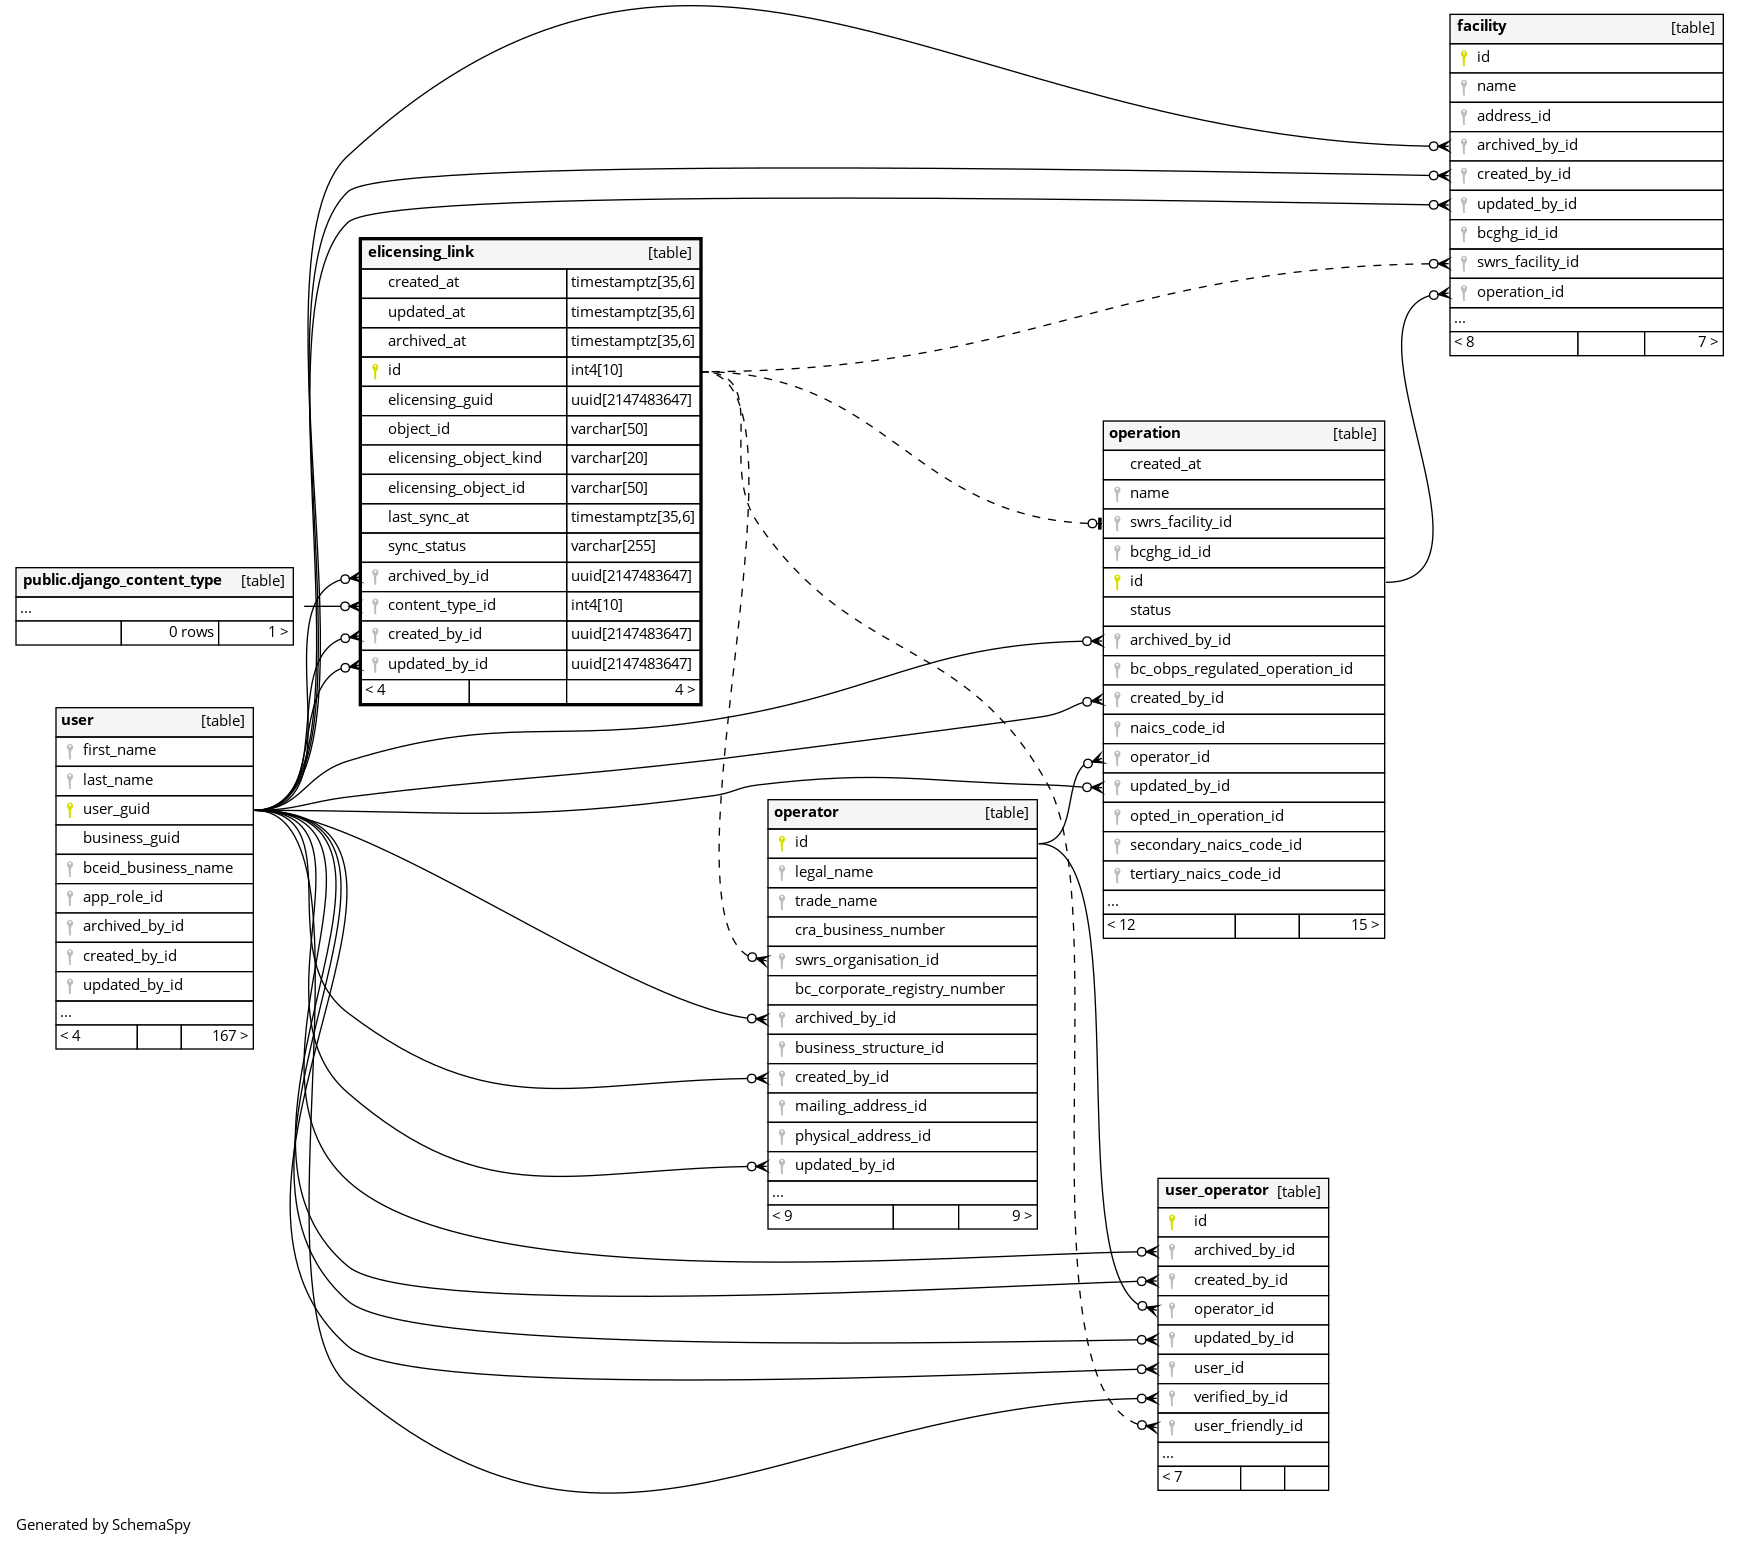 facility [table]
id
name
address_id
archived_by_id
created_by_id
updated_by_id
bcghg_id_id
swrs_facility_id
operation_id
...
< 8 7 >
elicensing_link [table]
created_at timestamptz[35,6]
updated_at timestamptz[35,6]
archived_at timestamptz[35,6]
id int4[10]
elicensing_guid uuid[2147483647]
object_id varchar[50]
elicensing_object_kind varchar[20]
elicensing_object_id varchar[50]
last_sync_at timestamptz[35,6]
sync_status varchar[255]
archived_by_id uuid[2147483647]
content_type_id int4[10]
created_by_id uuid[2147483647]
updated_by_id uuid[2147483647]
< 4 4 >
operation [table]
created_at
name
swrs_facility_id
bcghg_id_id
id
status
archived_by_id
bc_obps_regulated_operation_id
created_by_id
naics_code_id
operator_id
updated_by_id
opted_in_operation_id
secondary_naics_code_id
tertiary_naics_code_id
...
< 12 15 >
public.django_content_type [table]
...
0 rows 1 >
user [table]
first_name
last_name
user_guid
business_guid
bceid_business_name
app_role_id
archived_by_id
created_by_id
updated_by_id
...
< 4 167 >
operator [table]
id
legal_name
trade_name
cra_business_number
swrs_organisation_id
bc_corporate_registry_number
archived_by_id
business_structure_id
created_by_id
mailing_address_id
physical_address_id
updated_by_id
...
< 9 9 >
user_operator [table]
id
archived_by_id
created_by_id
operator_id
updated_by_id
user_id
verified_by_id
user_friendly_id
...
< 7
Generated by SchemaSpy